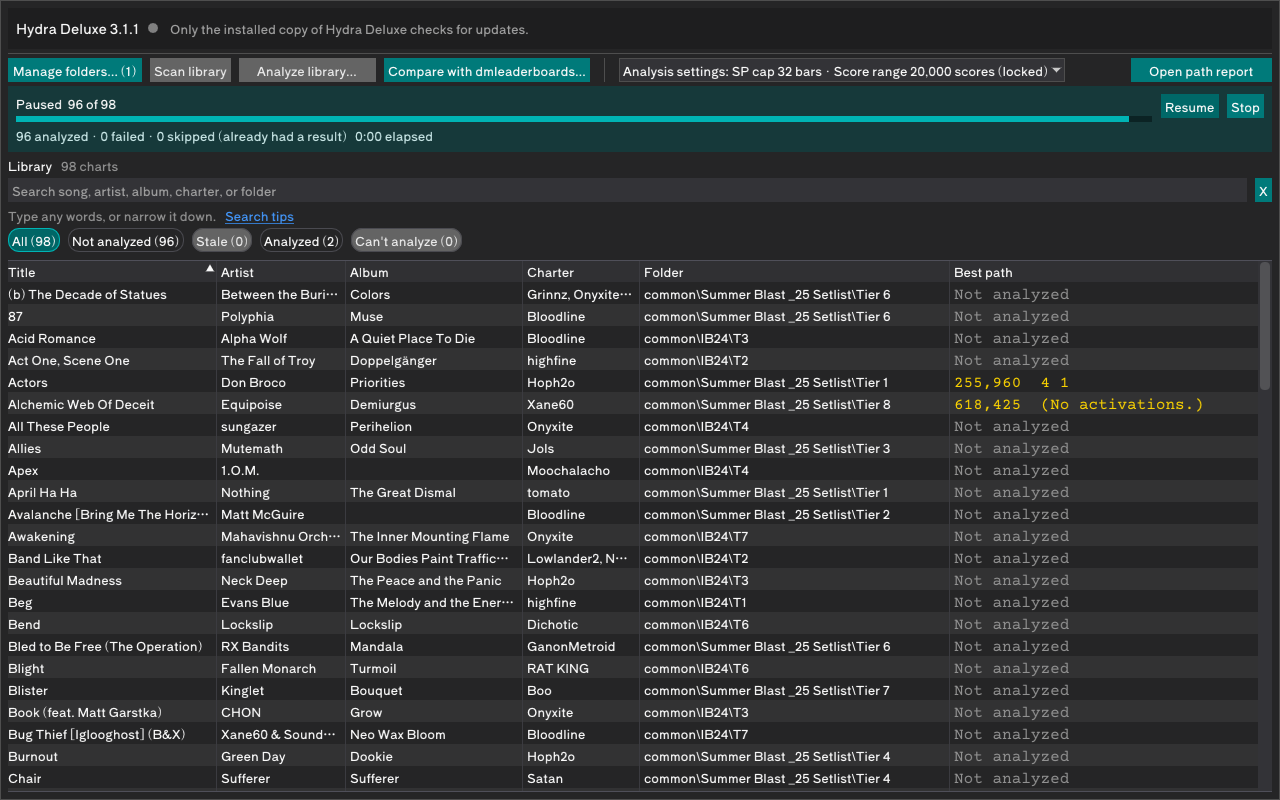 Hydra Deluxe 3.1.1 Only the installed copy of Hydra Deluxe checks for updates.
Manage folders... (1) Scan library Analyze library... Compare with dmleaderboards... Analysis settings: SP cap 32 bars · Score range 20,000 scores (locked) Open path report
Paused 96 of 98
Resume Stop
96 analyzed · 0 failed · 0 skipped (already had a result) 0:00 elapsed
Library 98 charts
Search song, artist, album, charter, or folder X
Type any words, or narrow it down. Search tips
All (98) Not analyzed (96) Stale (0) Analyzed (2) Can't analyze (0)
Title Artist Album Charter Folder Best path
(b) The Decade of Statues Between the Buri··· Colors Grinnz, Onyxite··· common\Summer Blast _25 Setlist\Tier 6 Not analyzed
87 Polyphia Muse Bloodline common\Summer Blast _25 Setlist\Tier 6 Not analyzed
Acid Romance Alpha Wolf A Quiet Place To Die Bloodline common\IB24\T3 Not analyzed
Act One, Scene One The Fall of Troy Doppelgänger highfine common\IB24\T2 Not analyzed
Actors Don Broco Priorities Hoph2o common\Summer Blast _25 Setlist\Tier 1 255,960 4 1
Alchemic Web Of Deceit Equipoise Demiurgus Xane60 common\Summer Blast _25 Setlist\Tier 8 618,425 (No activations.)
All These People sungazer Perihelion Onyxite common\IB24\T4 Not analyzed
Allies Mutemath Odd Soul Jols common\Summer Blast _25 Setlist\Tier 3 Not analyzed
Apex 1.O.M. Moochalacho common\IB24\T4 Not analyzed
April Ha Ha Nothing The Great Dismal tomato common\Summer Blast _25 Setlist\Tier 1 Not analyzed
Avalanche [Bring Me The Horiz··· Matt McGuire Bloodline common\Summer Blast _25 Setlist\Tier 2 Not analyzed
Awakening Mahavishnu Orch··· The Inner Mounting Flame Onyxite common\IB24\T7 Not analyzed
Band Like That fanclubwallet Our Bodies Paint Traffic··· Lowlander2, N··· common\IB24\T2 Not analyzed
Beautiful Madness Neck Deep The Peace and the Panic Hoph2o common\IB24\T3 Not analyzed
Beg Evans Blue The Melody and the Ener··· highfine common\IB24\T1 Not analyzed
Bend Lockslip Lockslip Dichotic common\IB24\T6 Not analyzed
Bled to Be Free (The Operation) RX Bandits Mandala GanonMetroid common\Summer Blast _25 Setlist\Tier 6 Not analyzed
Blight Fallen Monarch Turmoil RAT KING common\IB24\T6 Not analyzed
Blister Kinglet Bouquet Boo common\Summer Blast _25 Setlist\Tier 7 Not analyzed
Book (feat. Matt Garstka) CHON Grow Onyxite common\IB24\T3 Not analyzed
Bug Thief [Iglooghost] (B&X) Xane60 & Sound··· Neo Wax Bloom Bloodline common\IB24\T7 Not analyzed
Burnout Green Day Dookie Hoph2o common\Summer Blast _25 Setlist\Tier 4 Not analyzed
Chair Sufferer Sufferer Satan common\Summer Blast _25 Setlist\Tier 4 Not analyzed